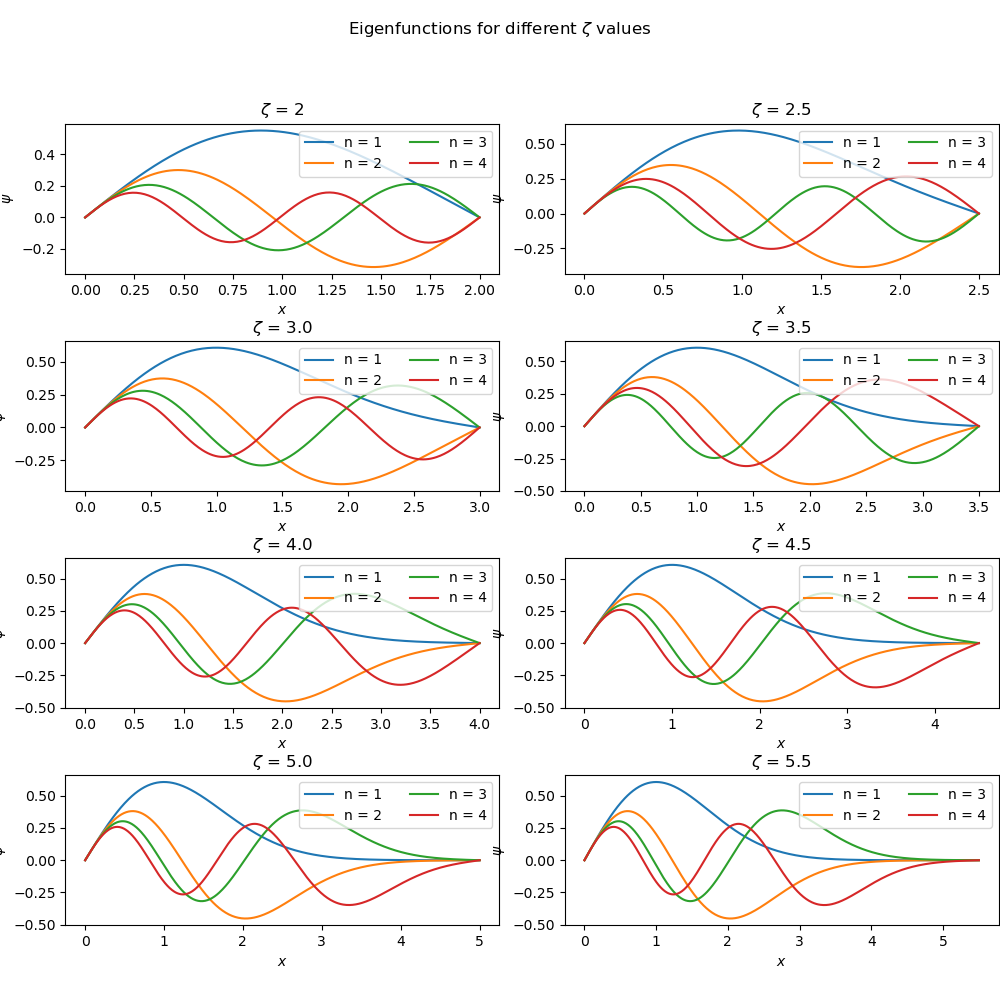 Eigenfunctions for different ζ values
ζ = 2
n = 1 n = 3
n = 2 n = 4
0.4
0.2
0.0
−0.2
ψ
0.00 0.25 0.50 0.75 1.00 1.25 1.50 1.75 2.00
x
ζ = 2.5
n = 1 n = 3
n = 2 n = 4
0.50
0.25
0.00
−0.25
ψ
0.0 0.5 1.0 1.5 2.0 2.5
x
ζ = 3.0
n = 1 n = 3
n = 2 n = 4
0.50
0.25
0.00
−0.25
0.0 0.5 1.0 1.5 2.0 2.5 3.0
x
ζ = 3.5
n = 1 n = 3
n = 2 n = 4
0.50
0.25
0.00
−0.25
−0.50
ψ
0.0 0.5 1.0 1.5 2.0 2.5 3.0 3.5
x
ζ = 4.0
n = 1 n = 3
n = 2 n = 4
0.50
0.25
0.00
−0.25
−0.50
0.0 0.5 1.0 1.5 2.0 2.5 3.0 3.5 4.0
x
ζ = 4.5
n = 1 n = 3
n = 2 n = 4
0.50
0.25
0.00
−0.25
−0.50
ψ
0 1 2 3 4
x
ζ = 5.0
n = 1 n = 3
n = 2 n = 4
0.50
0.25
0.00
−0.25
−0.50
0 1 2 3 4 5
x
ζ = 5.5
n = 1 n = 3
n = 2 n = 4
0.50
0.25
0.00
−0.25
−0.50
ψ
0 1 2 3 4 5
x